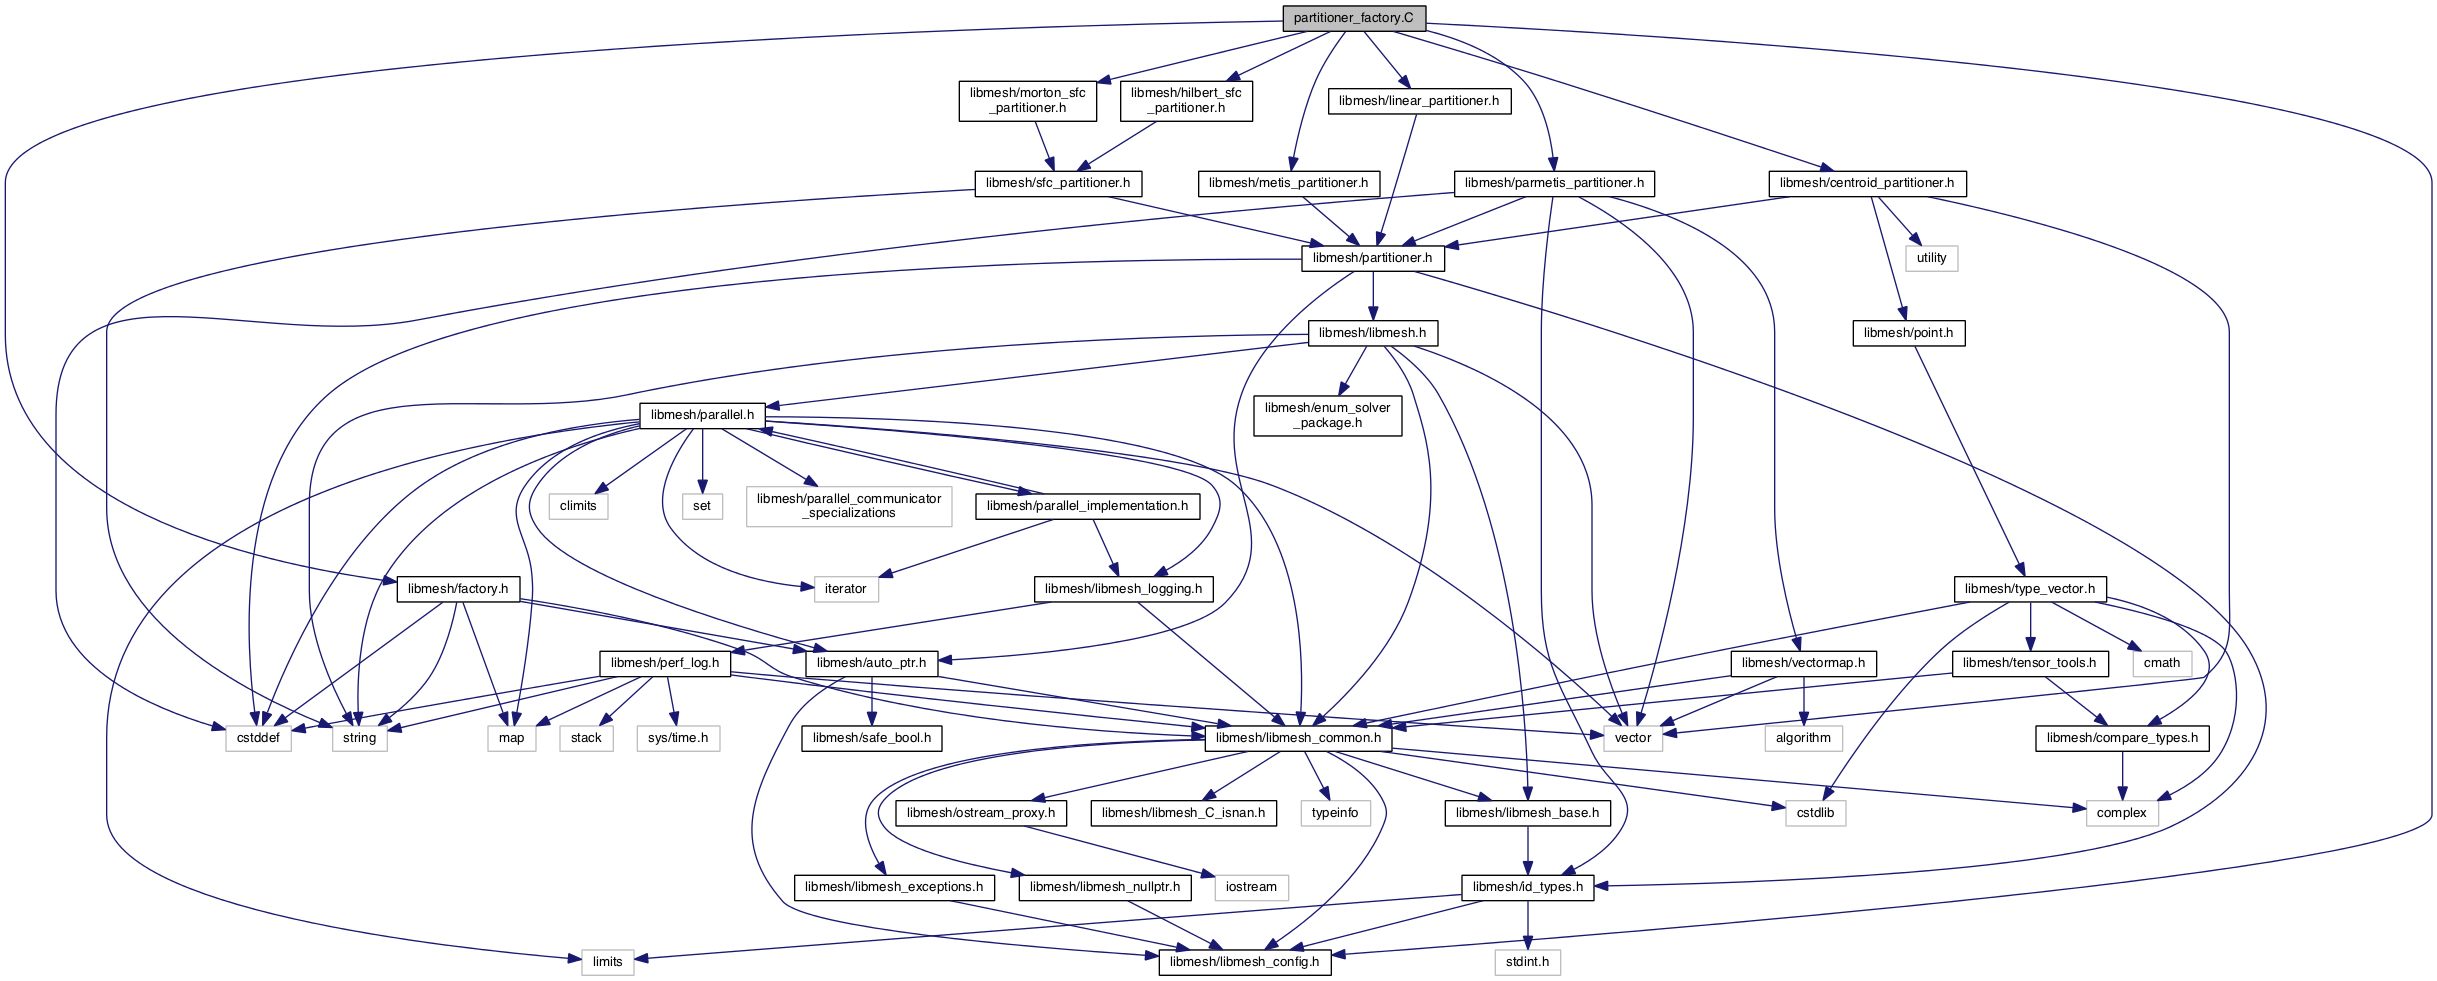 partitioner_factory.C
libmesh/morton_sfc
_partitioner.h
libmesh/hilbert_sfc
_partitioner.h
libmesh/linear_partitioner.h
libmesh/sfc_partitioner.h
libmesh/metis_partitioner.h
libmesh/parmetis_partitioner.h
libmesh/centroid_partitioner.h
libmesh/partitioner.h
utility
libmesh/libmesh.h
libmesh/point.h
libmesh/parallel.h
libmesh/enum_solver
_package.h
climits
set
libmesh/parallel_communicator
_specializations
libmesh/parallel_implementation.h
libmesh/factory.h
iterator
libmesh/libmesh_logging.h
libmesh/type_vector.h
libmesh/perf_log.h
libmesh/auto_ptr.h
libmesh/vectormap.h
libmesh/tensor_tools.h
cmath
cstddef
string
map
stack
sys/time.h
libmesh/safe_bool.h
libmesh/libmesh_common.h
vector
algorithm
libmesh/compare_types.h
libmesh/ostream_proxy.h
libmesh/libmesh_C_isnan.h
typeinfo
libmesh/libmesh_base.h
cstdlib
complex
libmesh/libmesh_exceptions.h
libmesh/libmesh_nullptr.h
iostream
libmesh/id_types.h
limits
libmesh/libmesh_config.h
stdint.h